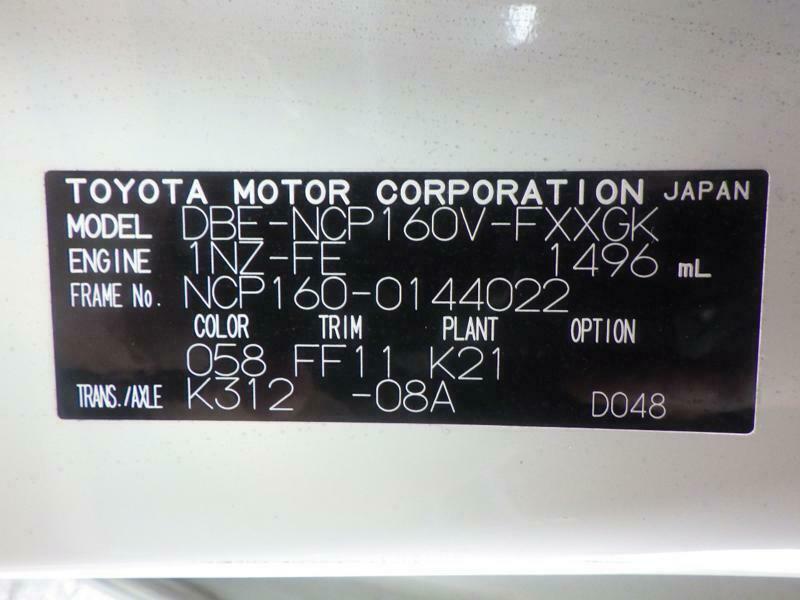 TOYOTA MOTOR CORPORATION JAPAN
MODEL DBE-NCP160V-FXXGK
ENGINE 1NZ-FE 1496 mL
FRAME No. NCP160-0144022
COLOR TRIM PLANT OPTION
058 FF11 K21
TRANS./AXLE K312 -08A D048